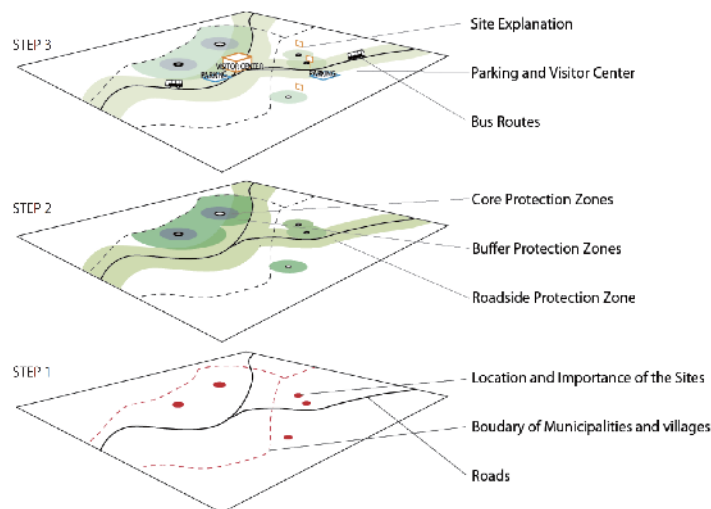 Site Explanation
STEP 3
VISITOR CENTER
PARKING
PARKING
Parking and Visitor Center
Bus Routes
STEP 2
Core Protection Zones
Buffer Protection Zones
Roadside Protection Zone
STEP 1
Location and Importance of the Sites
Boudary of Municipalities and villages
Roads